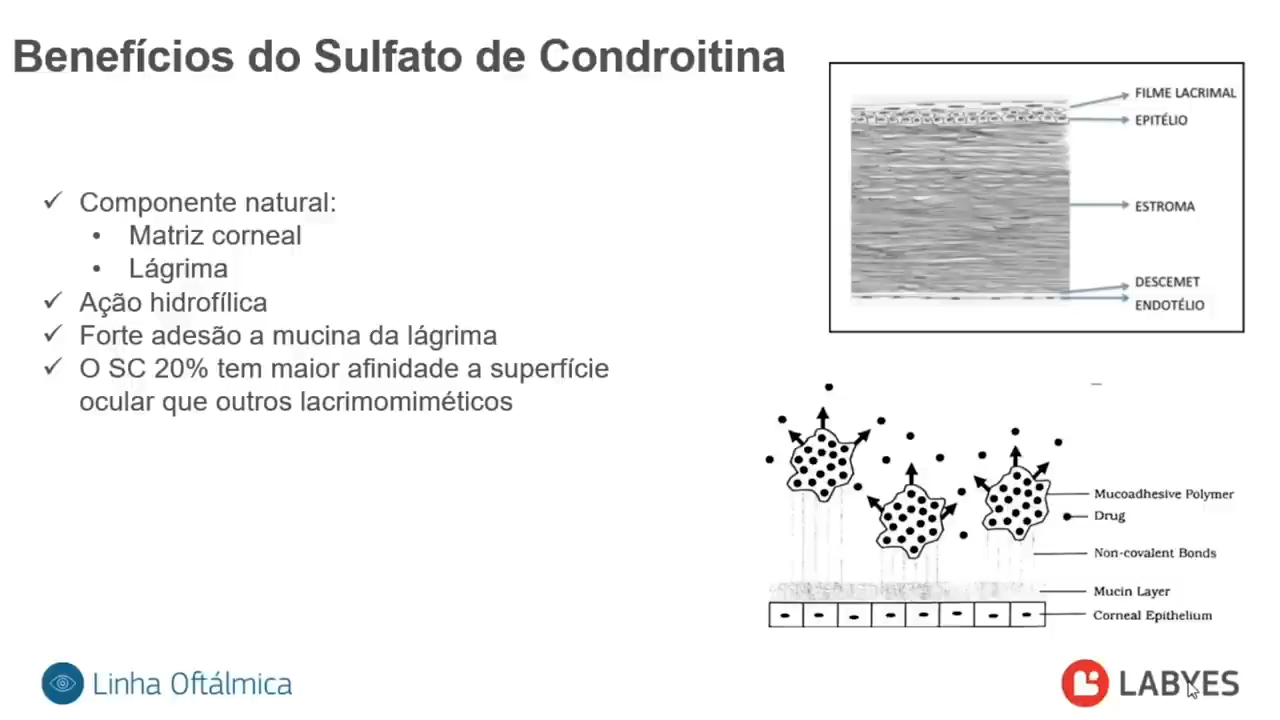 Benefícios do Sulfato de Condroitina
Componente natural:
Matriz corneal
Lágrima
Ação hidrofílica
Forte adesão a mucina da lágrima
O SC 20% tem maior afinidade a superfície
ocular que outros lacrimomiméticos
FILME LACRIMAL
EPITÉLIO
ESTROMA
DESCEMET
ENDOTÉLIO
Mucoadhesive Polymer
Drug
Non-covalent Bonds
Mucin Layer
Corneal Epithelium
Linha Oftálmica
LABYES